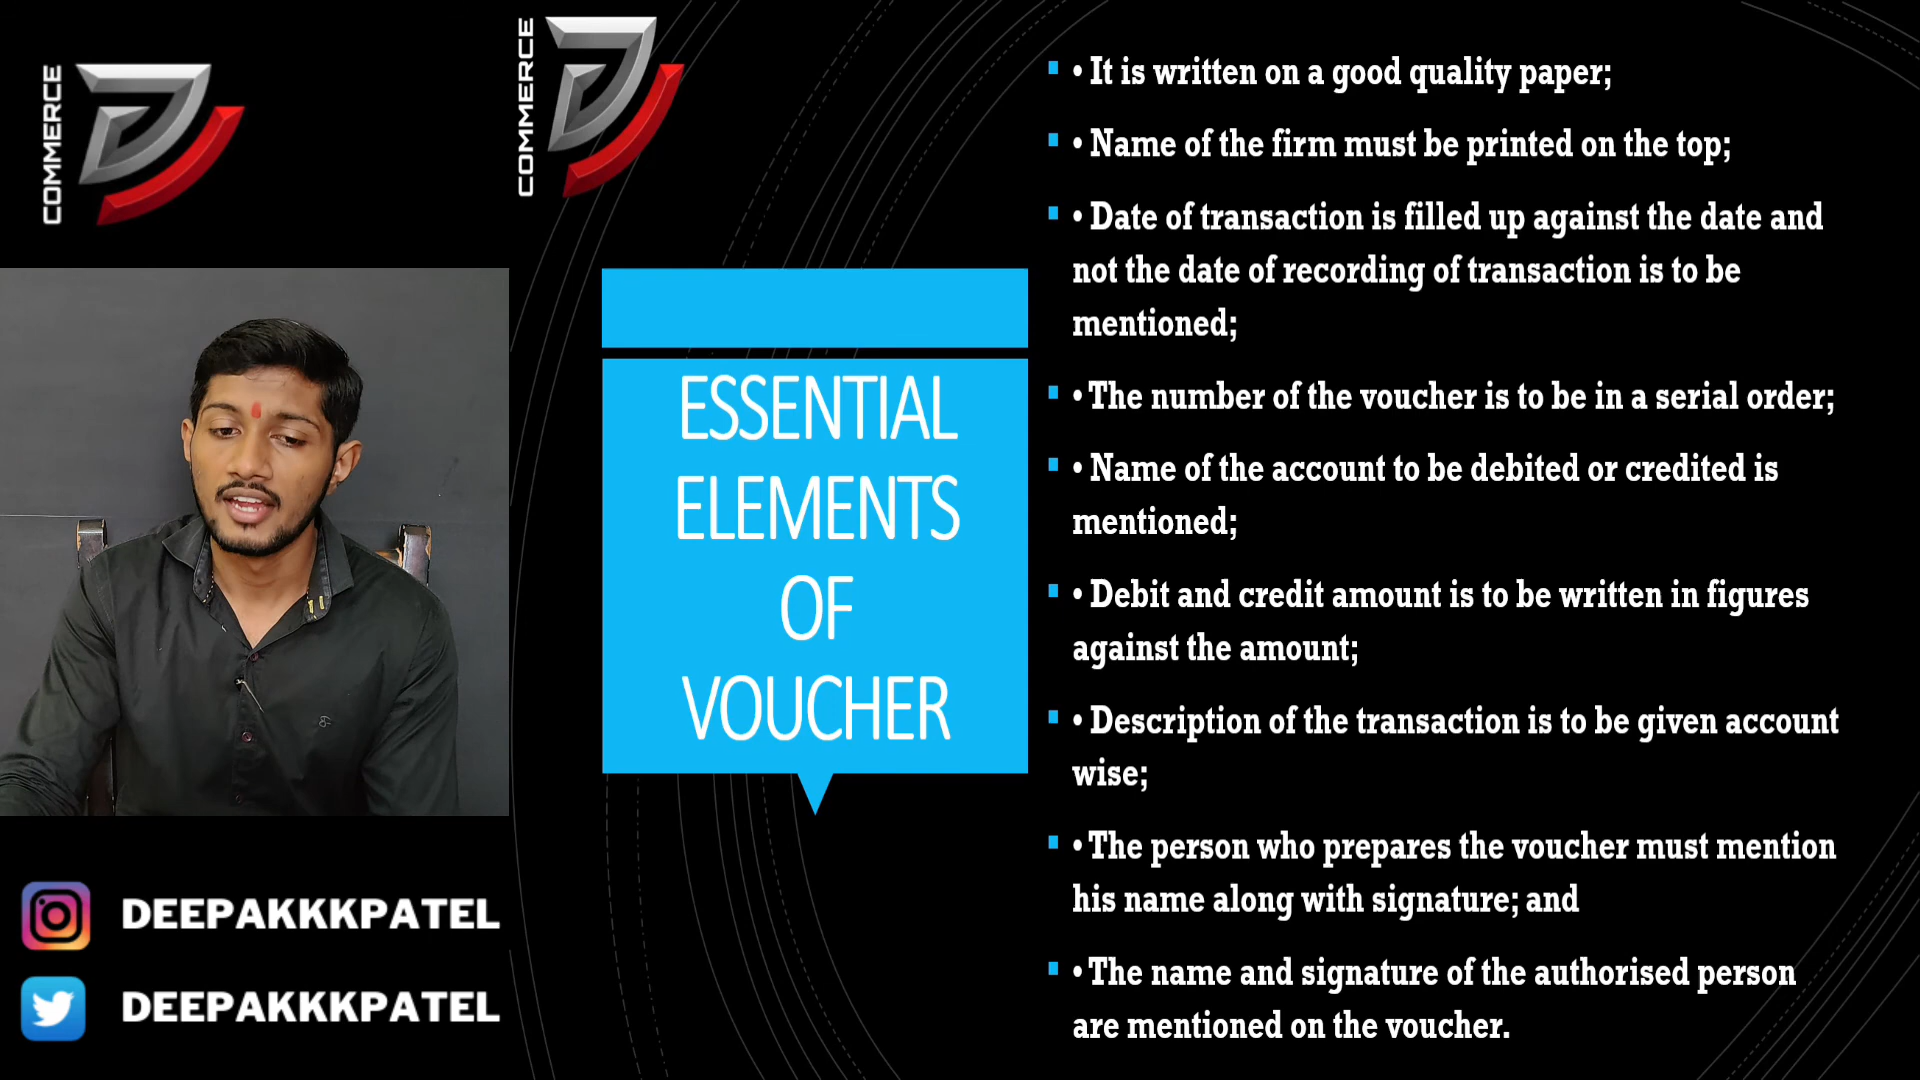 COMMERCE
COMMERCE
DEEPAKKKPATEL
DEEPAKKKPATEL
ESSENTIAL
ELEMENTS
OF
VOUCHER
• It is written on a good quality paper;
• Name of the firm must be printed on the top;
• Date of transaction is filled up against the date and
not the date of recording of transaction is to be
mentioned;
• The number of the voucher is to be in a serial order;
• Name of the account to be debited or credited is
mentioned;
• Debit and credit amount is to be written in figures
against the amount;
• Description of the transaction is to be given account
wise;
• The person who prepares the voucher must mention
his name along with signature; and
• The name and signature of the authorised person
are mentioned on the voucher.